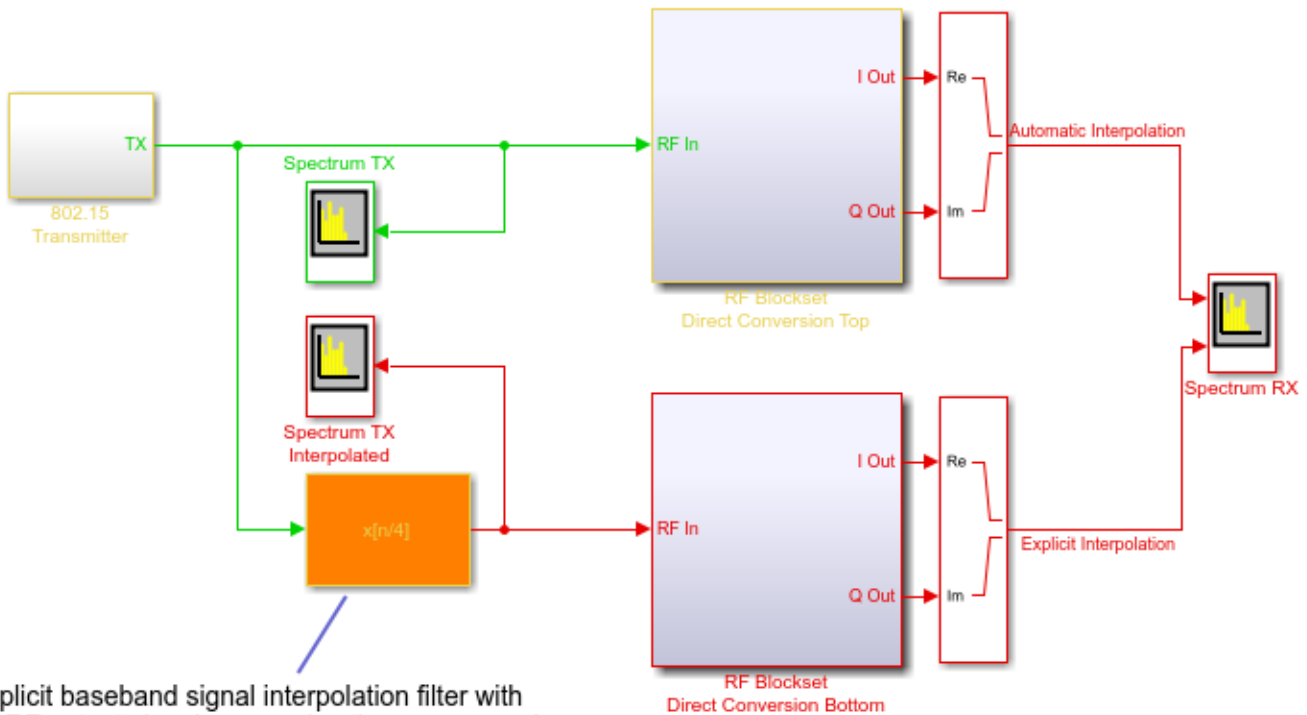 TX
802.15
Transmitter
Spectrum TX
RF In
I Out
Q Out
RF Blockset
Direct Conversion Top
Re
Im
Automatic Interpolation
Spectrum RX
Spectrum TX
Interpolated
x[n/4]
RF In
I Out
Q Out
RF Blockset
Direct Conversion Bottom
Re
Im
Explicit Interpolation
plicit baseband signal interpolation filter with